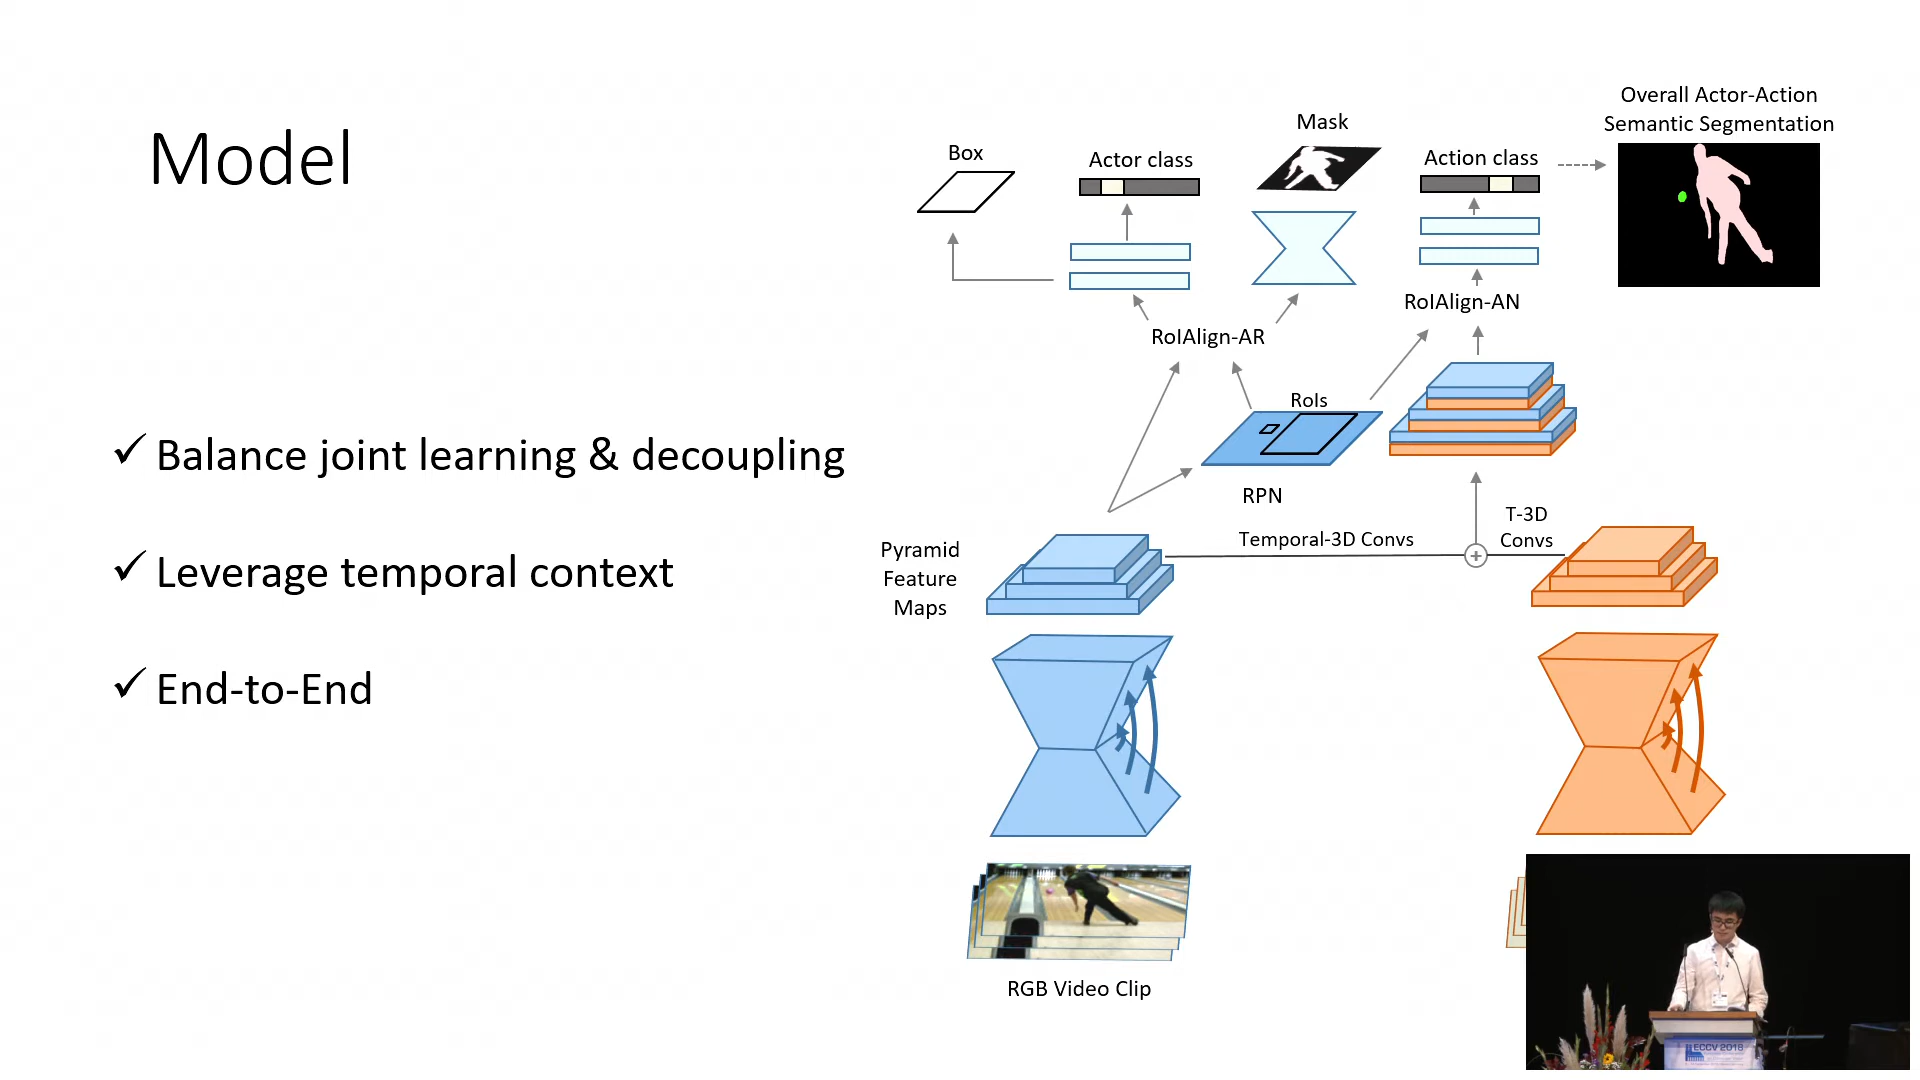 Model
✓ Balance joint learning & decoupling
✓ Leverage temporal context
✓ End-to-End
Box
Actor class
Mask
Action class
Overall Actor-Action
Semantic Segmentation
RoIAlign-AR
RoIAlign-AN
RoIs
RPN
Pyramid
Feature
Maps
Temporal-3D Convs
T-3D
Convs
+
RGB Video Clip
ECCV 2018